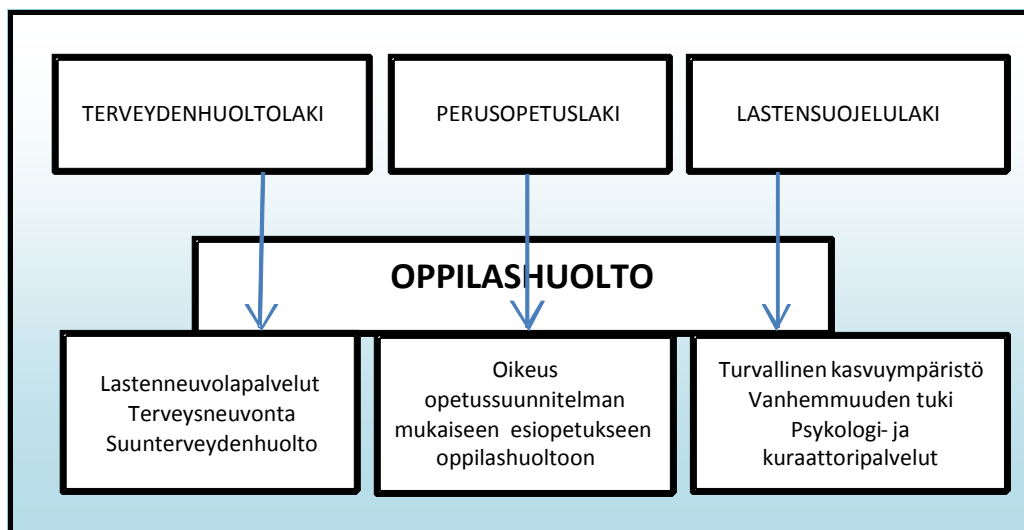 TERVEYDENHUOLTOLAKI
PERUSOPETUSLAKI
LASTENSUOJELULAKI
OPPILASHUOLTO
Lastenneuvolapalvelut
Terveysneuvonta
Suunterveydenhuolto
Oikeus
opetussuunnitelman
mukaiseen esiopetukseen
oppilashuoltoon
Turvallinen kasvuympäristö
Vanhemmuuden tuki
Psykologi- ja
kuraattoripalvelut